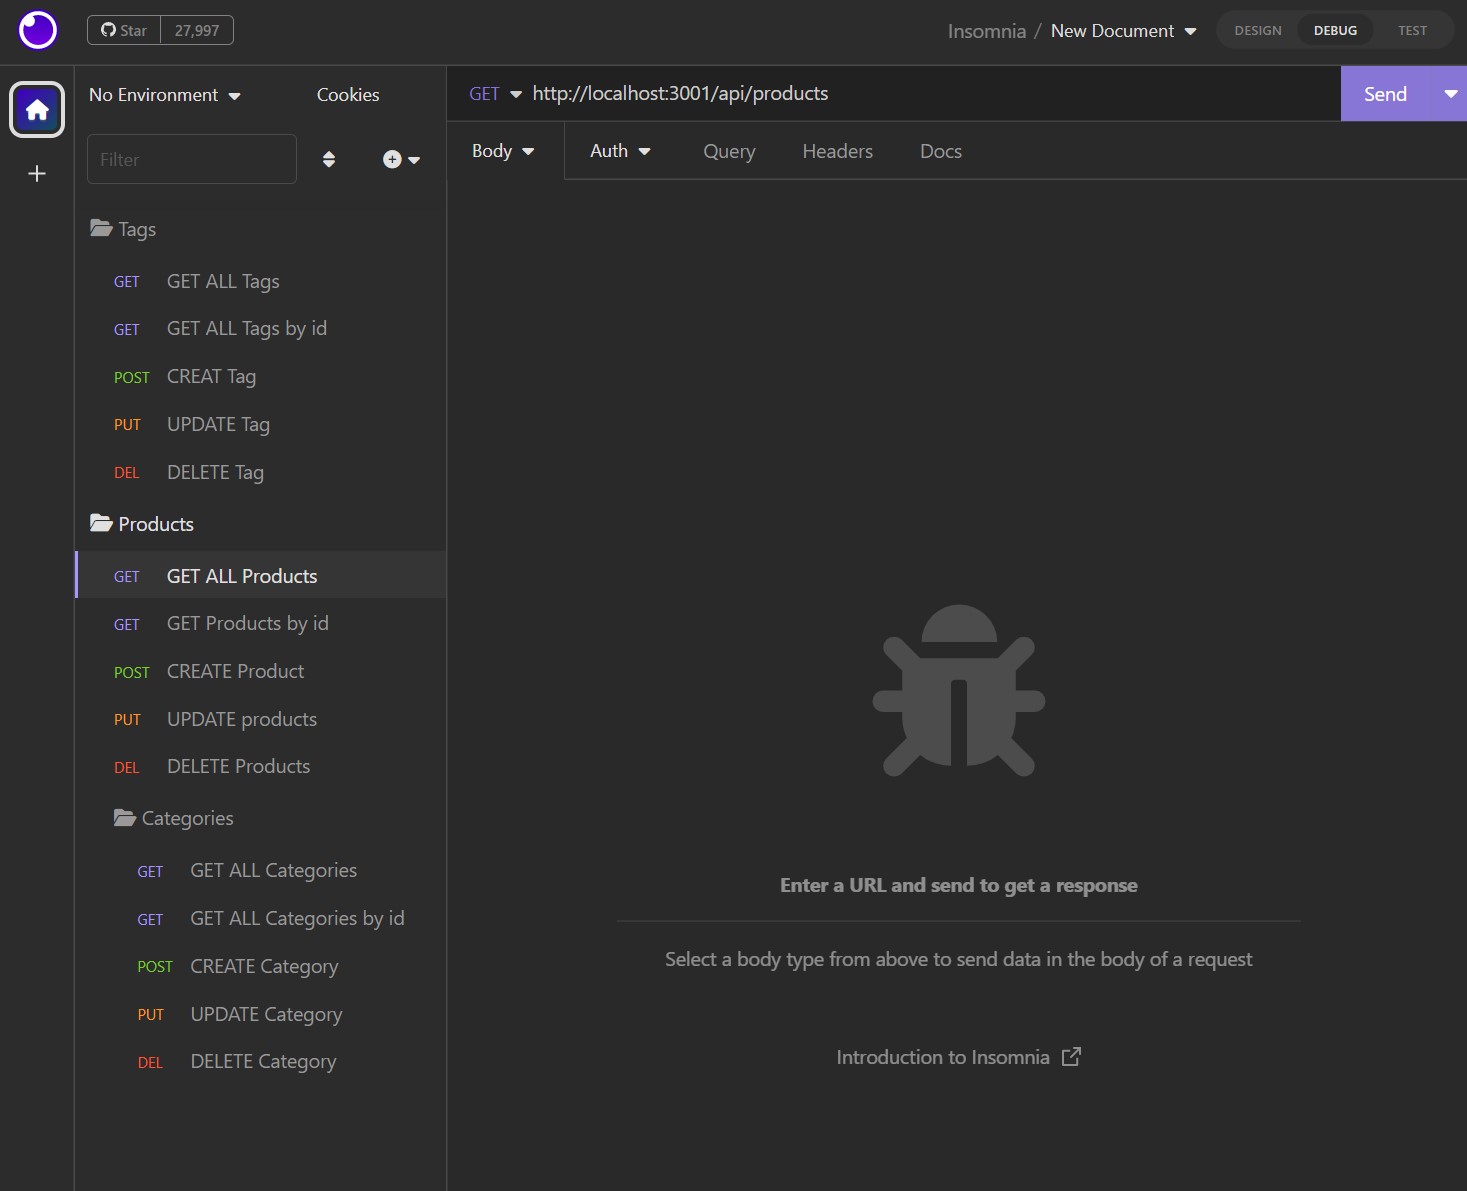 Star 27,997
Insomnia / New Document
DESIGN DEBUG TEST
No Environment Cookies
Filter
Tags
GET GET ALL Tags
GET GET ALL Tags by id
POST CREAT Tag
PUT UPDATE Tag
DEL DELETE Tag
Products
GET GET ALL Products
GET GET Products by id
POST CREATE Product
PUT UPDATE products
DEL DELETE Products
Categories
GET GET ALL Categories
GET GET ALL Categories by id
POST CREATE Category
PUT UPDATE Category
DEL DELETE Category
GET http://localhost:3001/api/products Send
Body Auth Query Headers Docs
Enter a URL and send to get a response
Select a body type from above to send data in the body of a request
Introduction to Insomnia